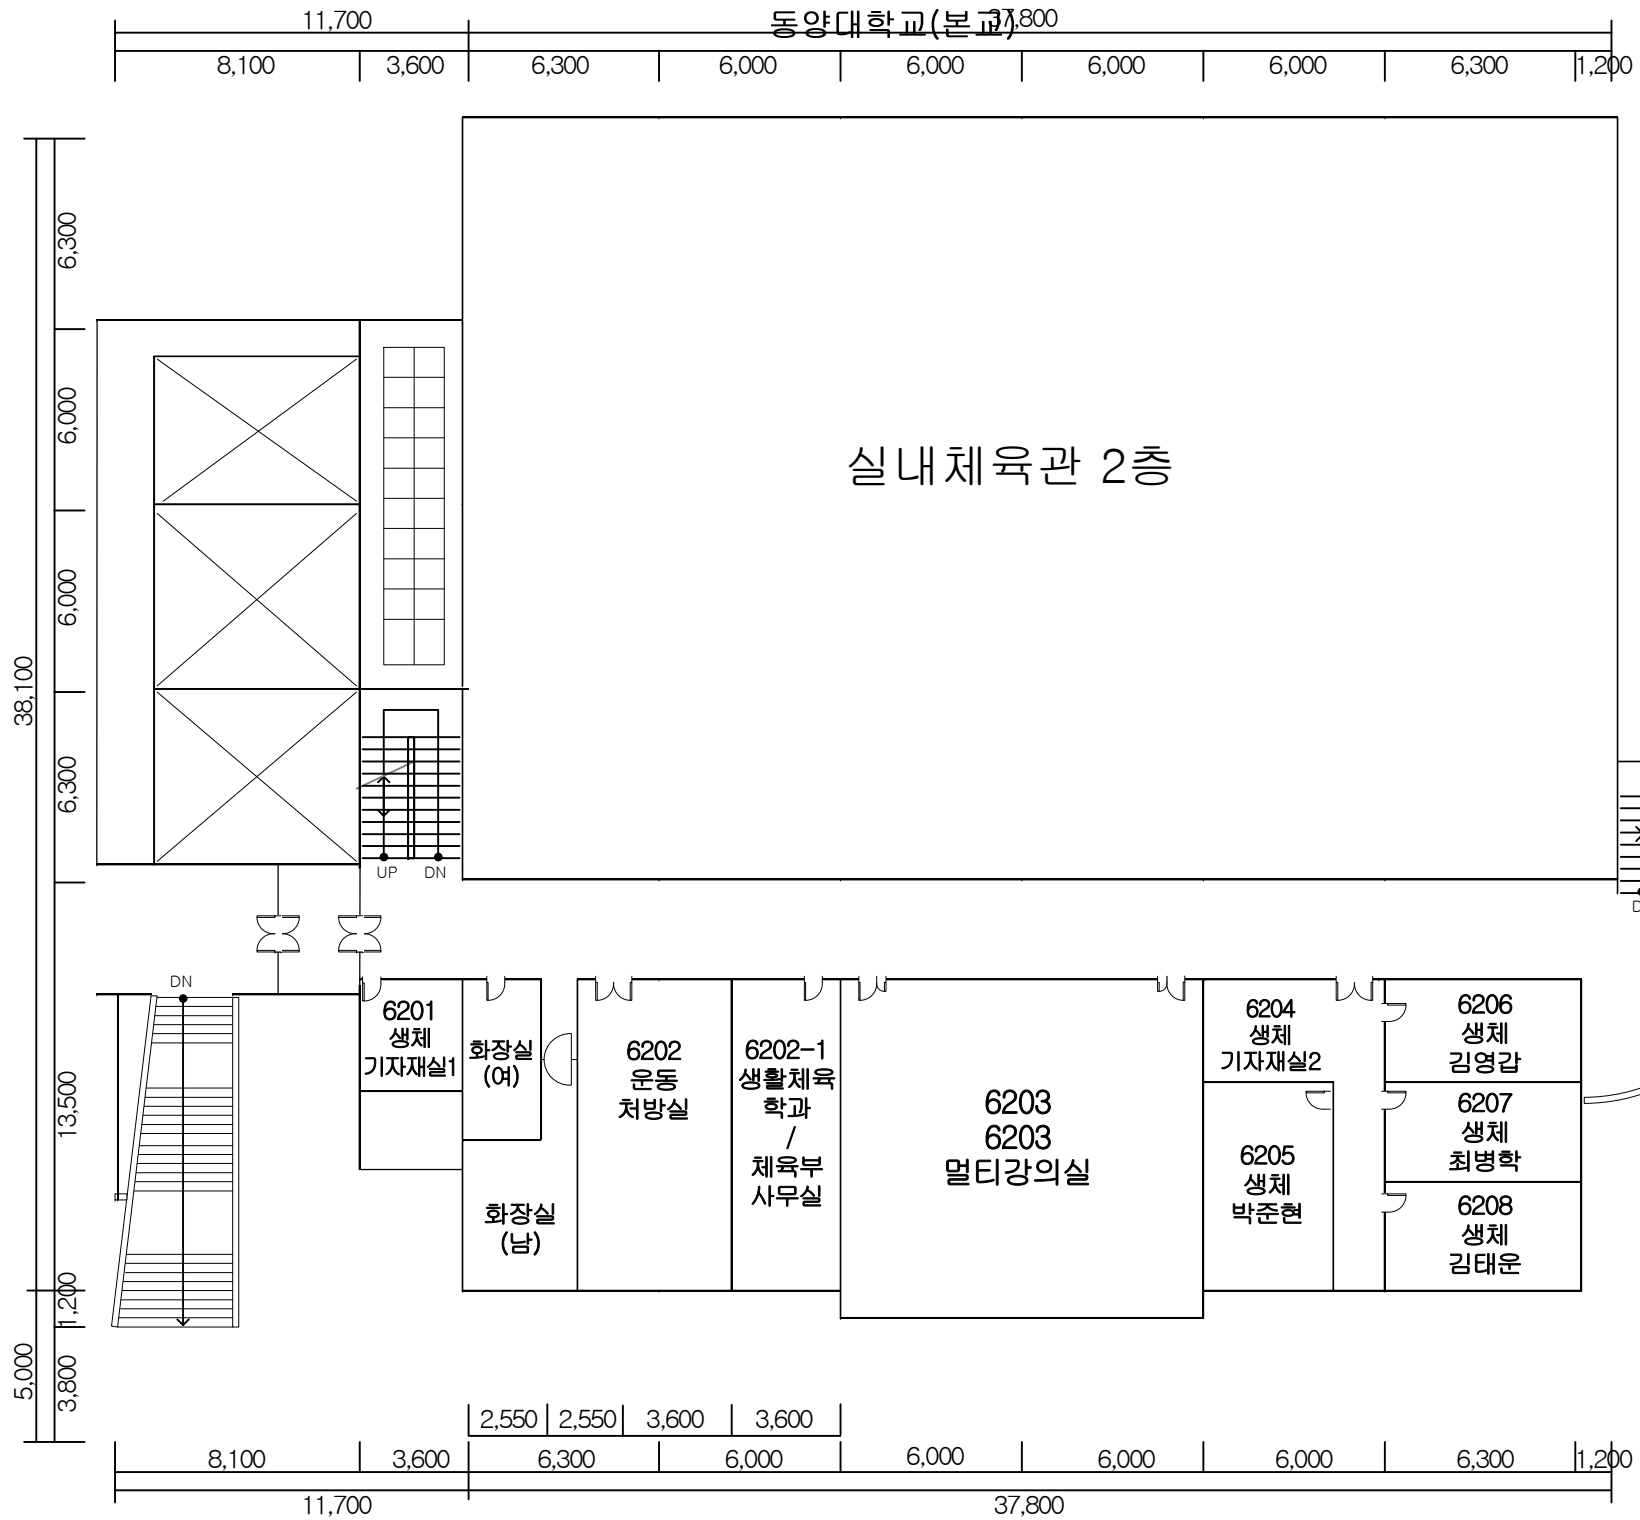 동양대학교(본교)
11,700
37,800
8,100
3,600
6,300
6,000
6,000
6,000
6,000
6,300
1,200
6,300
6,000
6,000
6,300
38,100
13,500
1,200
3,800
5,000
실내체육관 2층
UP
DN
DN
6201
생체
기자재실1
화장실
(여)
화장실
(남)
6202
운동
처방실
6202-1
생활체육
학과
/
체육부
사무실
6203
6203
멀티강의실
6204
생체
기자재실2
6205
생체
박준현
6206
생체
김영갑
6207
생체
최병학
6208
생체
김태운
2,550
2,550
3,600
3,600
8,100
3,600
6,300
6,000
6,000
6,000
6,000
6,300
1,200
11,700
37,800